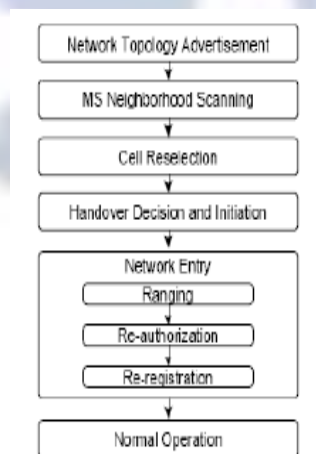 Network Topology Advertisement
MS Neighborhood Scanning
Cell Reselection
Handover Decision and Initiation
Network Entry
Ranging
Re-authorization
Re-registration
Normal Operation